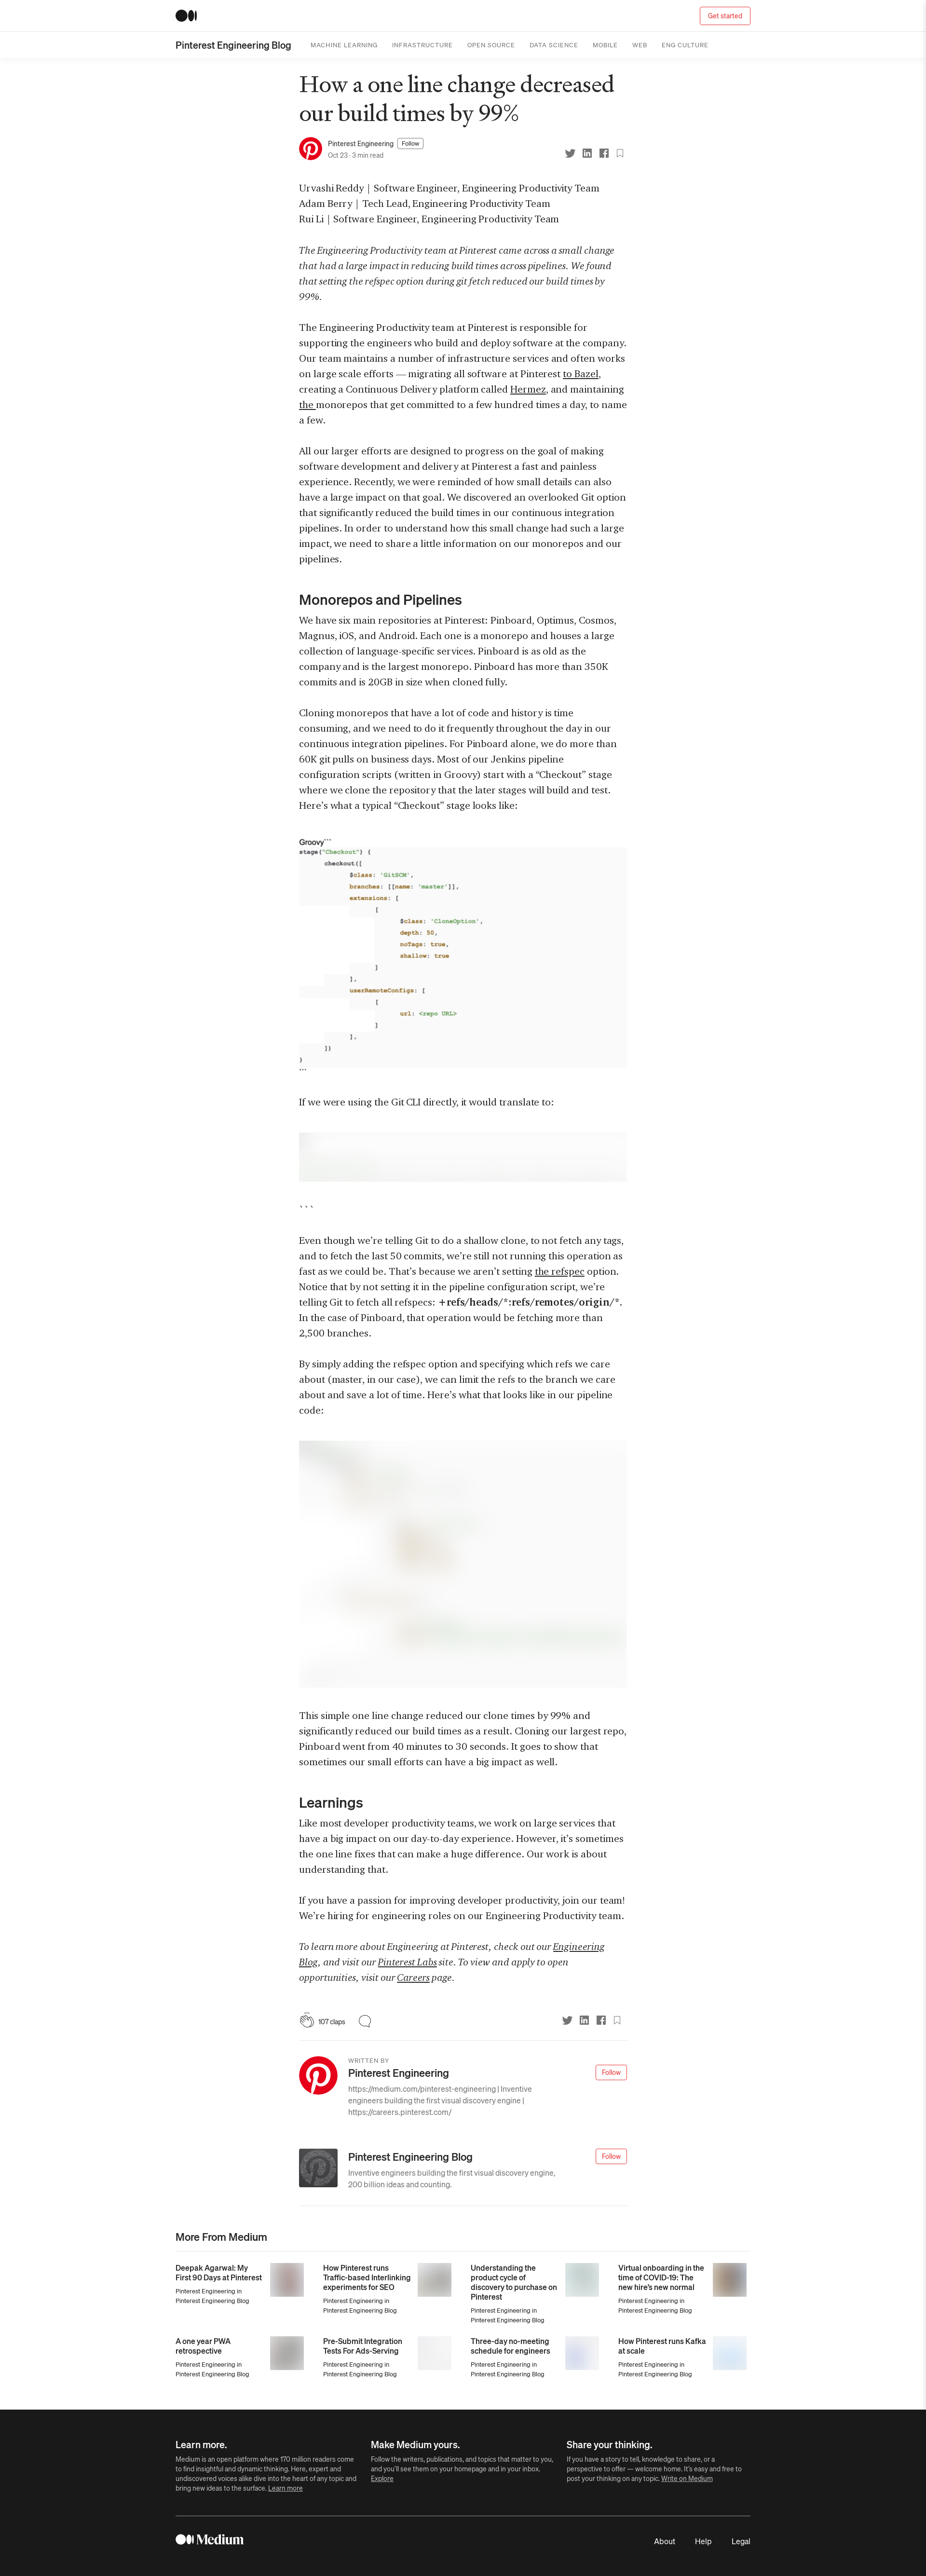 Get started
Pinterest Engineering Blog
MACHINE LEARNING
INFRASTRUCTURE
OPEN SOURCE
DATA SCIENCE
MOBILE
WEB
ENG CULTURE
How a one line change decreased
our build times by 99%
Pinterest Engineering
Follow
Oct 23 · 3 min read
Urvashi Reddy | Software Engineer, Engineering Productivity Team
Adam Berry | Tech Lead, Engineering Productivity Team
Rui Li | Software Engineer, Engineering Productivity Team
The Engineering Productivity team at Pinterest came across a small change
that had a large impact in reducing build times across pipelines. We found
that setting the refspec option during git fetch reduced our build times by
99%.
The Engineering Productivity team at Pinterest is responsible for
supporting the engineers who build and deploy software at the company.
Our team maintains a number of infrastructure services and often works
on large scale efforts — migrating all software at Pinterest to Bazel,
creating a Continuous Delivery platform called Hermez, and maintaining
the monorepos that get committed to a few hundred times a day, to name
a few.
All our larger efforts are designed to progress on the goal of making
software development and delivery at Pinterest a fast and painless
experience. Recently, we were reminded of how small details can also
have a large impact on that goal. We discovered an overlooked Git option
that significantly reduced the build times in our continuous integration
pipelines. In order to understand how this small change had such a large
impact, we need to share a little information on our monorepos and our
pipelines.
Monorepos and Pipelines
We have six main repositories at Pinterest: Pinboard, Optimus, Cosmos,
Magnus, iOS, and Android. Each one is a monorepo and houses a large
collection of language-specific services. Pinboard is as old as the
company and is the largest monorepo. Pinboard has more than 350K
commits and is 20GB in size when cloned fully.
Cloning monorepos that have a lot of code and history is time
consuming, and we need to do it frequently throughout the day in our
continuous integration pipelines. For Pinboard alone, we do more than
60K git pulls on business days. Most of our Jenkins pipeline
configuration scripts (written in Groovy) start with a “Checkout” stage
where we clone the repository that the later stages will build and test.
Here’s what a typical “Checkout” stage looks like:
Groovy```
stage("Checkout") {
checkout([
$class: 'GitSCM',
branches: [[name: 'master']],
extensions: [
[
$class: 'CloneOption',
depth: 50,
noTags: true,
shallow: true
]
],
userRemoteConfigs: [
[
url: <repo URL>
]
],
])
}
```
If we were using the Git CLI directly, it would translate to:
```
Even though we’re telling Git to do a shallow clone, to not fetch any tags,
and to fetch the last 50 commits, we’re still not running this operation as
fast as we could be. That’s because we aren’t setting the refspec option.
Notice that by not setting it in the pipeline configuration script, we’re
telling Git to fetch all refspecs: +refs/heads/*:refs/remotes/origin/*.
In the case of Pinboard, that operation would be fetching more than
2,500 branches.
By simply adding the refspec option and specifying which refs we care
about (master, in our case), we can limit the refs to the branch we care
about and save a lot of time. Here’s what that looks like in our pipeline
code:
This simple one line change reduced our clone times by 99% and
significantly reduced our build times as a result. Cloning our largest repo,
Pinboard went from 40 minutes to 30 seconds. It goes to show that
sometimes our small efforts can have a big impact as well.
Learnings
Like most developer productivity teams, we work on large services that
have a big impact on our day-to-day experience. However, it’s sometimes
the one line fixes that can make a huge difference. Our work is about
understanding that.
If you have a passion for improving developer productivity, join our team!
We’re hiring for engineering roles on our Engineering Productivity team.
To learn more about Engineering at Pinterest, check out our Engineering
Blog, and visit our Pinterest Labs site. To view and apply to open
opportunities, visit our Careers page.
107 claps
WRITTEN BY
Pinterest Engineering
Follow
https://medium.com/pinterest-engineering | Inventive
engineers building the first visual discovery engine |
https://careers.pinterest.com/
Pinterest Engineering Blog
Follow
Inventive engineers building the first visual discovery engine,
200 billion ideas and counting.
More From Medium
Deepak Agarwal: My
First 90 Days at Pinterest
Pinterest Engineering in
Pinterest Engineering Blog
How Pinterest runs
Traffic-based Interlinking
experiments for SEO
Pinterest Engineering in
Pinterest Engineering Blog
Understanding the
product cycle of
discovery to purchase on
Pinterest
Pinterest Engineering in
Pinterest Engineering Blog
Virtual onboarding in the
time of COVID-19: The
new hire’s new normal
Pinterest Engineering in
Pinterest Engineering Blog
A one year PWA
retrospective
Pinterest Engineering in
Pinterest Engineering Blog
Pre-Submit Integration
Tests For Ads-Serving
Pinterest Engineering in
Pinterest Engineering Blog
Three-day no-meeting
schedule for engineers
Pinterest Engineering in
Pinterest Engineering Blog
How Pinterest runs Kafka
at scale
Pinterest Engineering in
Pinterest Engineering Blog
Learn more.
Medium is an open platform where 170 million readers come
to find insightful and dynamic thinking. Here, expert and
undiscovered voices alike dive into the heart of any topic and
bring new ideas to the surface. Learn more
Make Medium yours.
Follow the writers, publications, and topics that matter to you,
and you’ll see them on your homepage and in your inbox.
Explore
Share your thinking.
If you have a story to tell, knowledge to share, or a
perspective to offer — welcome home. It’s easy and free to
post your thinking on any topic. Write on Medium
Medium
About
Help
Legal